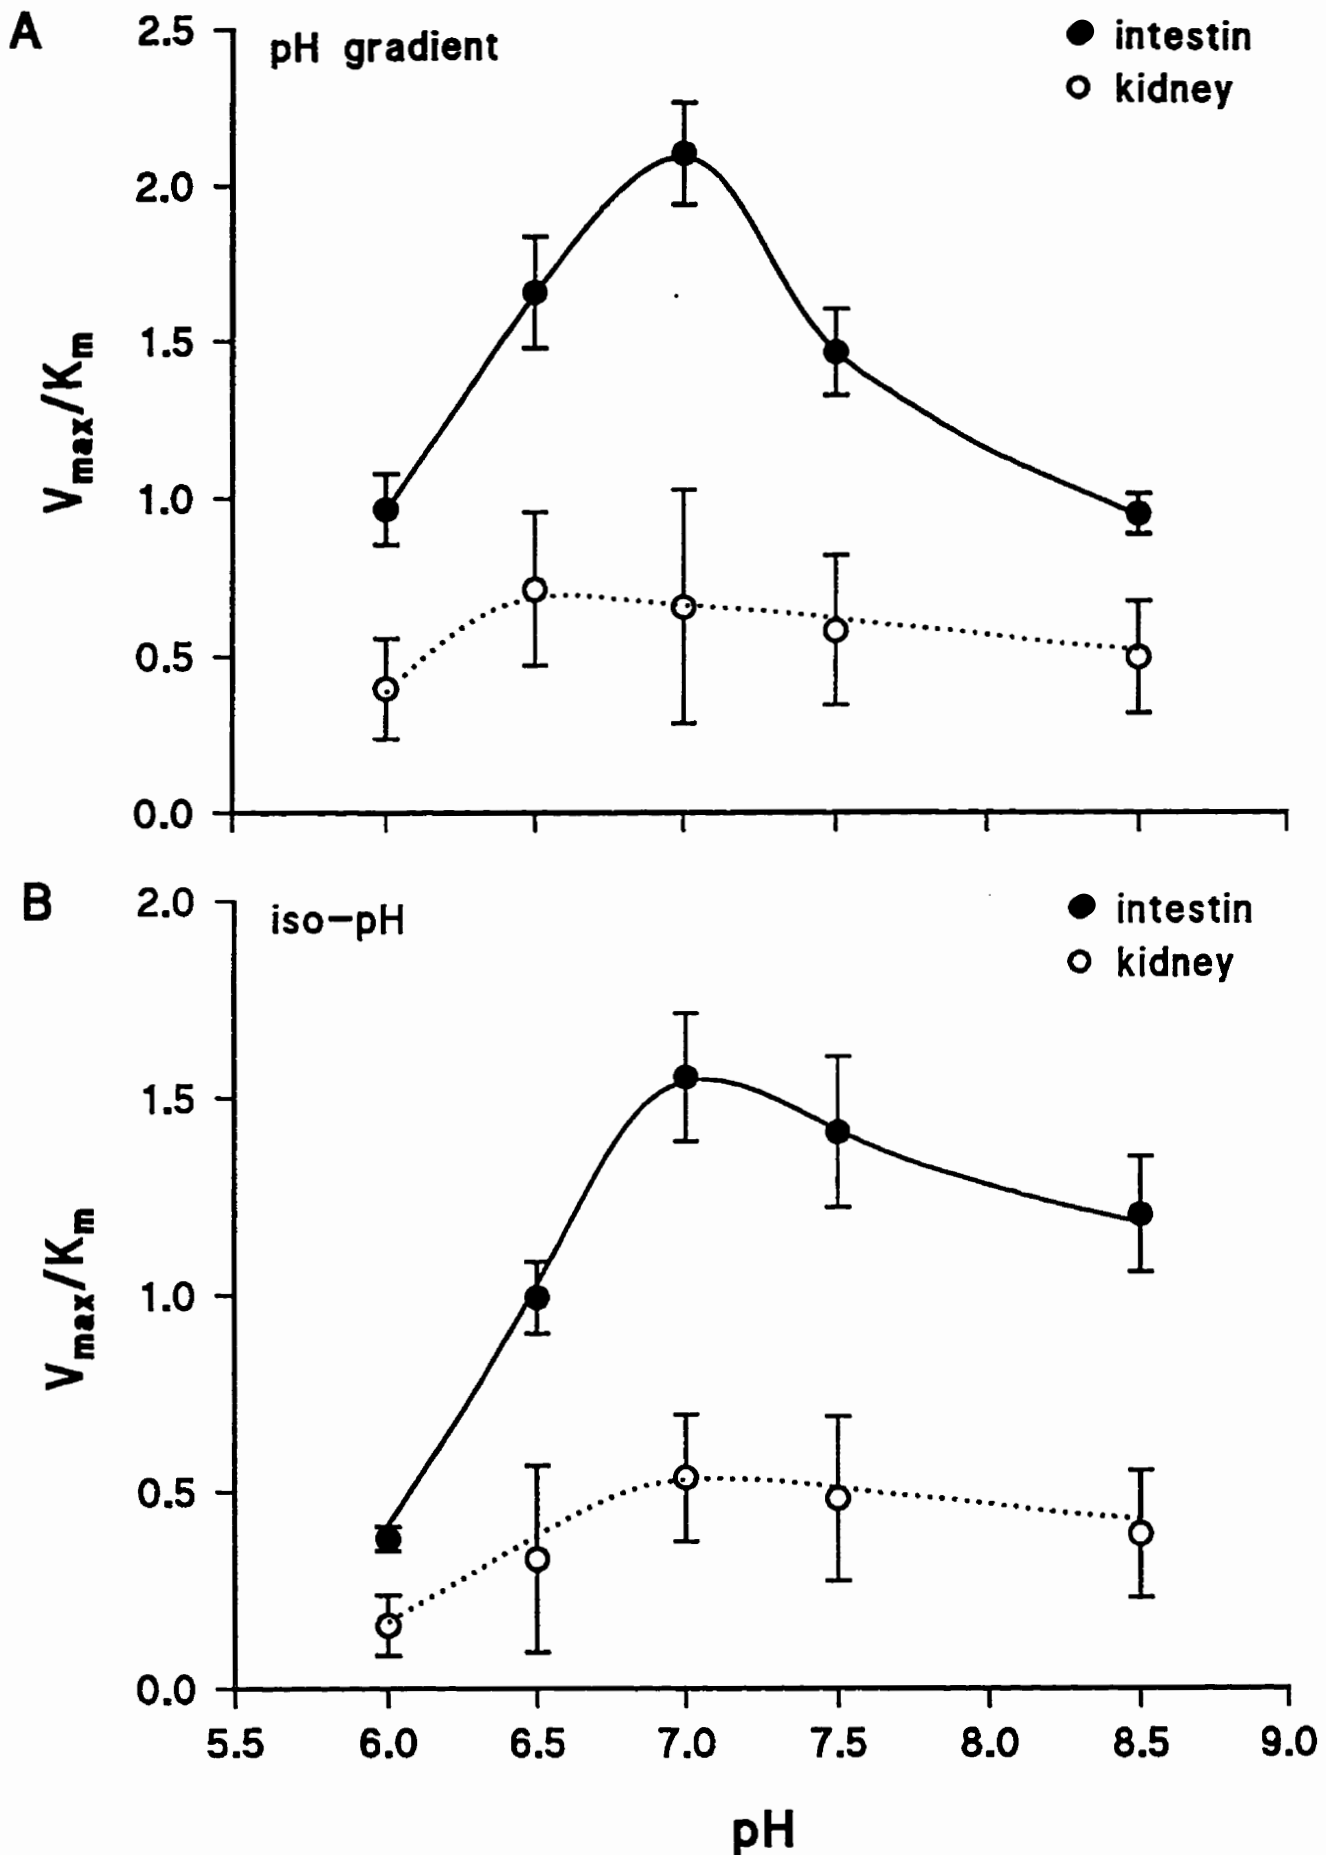 A
pH gradient
● intestin
○ kidney
2.5
2.0
1.5
1.0
0.5
0.0
Vmax/Km
B
iso-pH
● intestin
○ kidney
2.0
1.5
1.0
0.5
0.0
Vmax/Km
5.5 6.0 6.5 7.0 7.5 8.0 8.5 9.0
pH